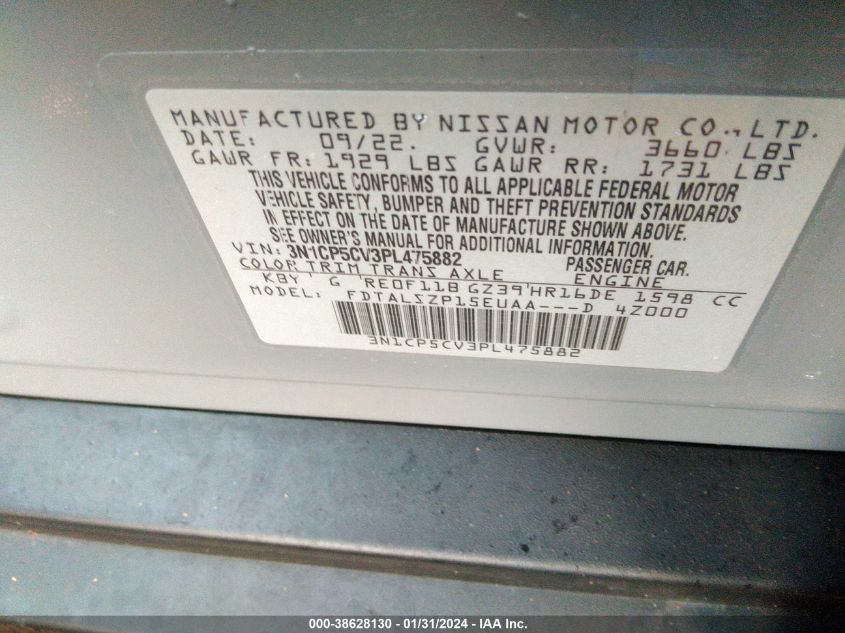 MANUFACTURED BY NISSAN MOTOR CO., LTD.
DATE: 09/22. GVWR: 3660 LBS
GAWR FR: 1929 LBS GAWR RR: 1731 LBS
THIS VEHICLE CONFORMS TO ALL APPLICABLE FEDERAL MOTOR
VEHICLE SAFETY, BUMPER AND THEFT PREVENTION STANDARDS
IN EFFECT ON THE DATE OF MANUFACTURE SHOWN ABOVE.
SEE OWNER'S MANUAL FOR ADDITIONAL INFORMATION.
VIN: 3N1CP5CV3PL475882 PASSENGER CAR.
COLOR TRIM TRANS AXLE ENGINE
KBY G RE0F11B GZ39 HR16DE 1598 CC
MODEL: FDTALSZP15EUAA---D 4Z000
3N1CP5CV3PL475882
000-38628130 - 01/31/2024 - IAA Inc.